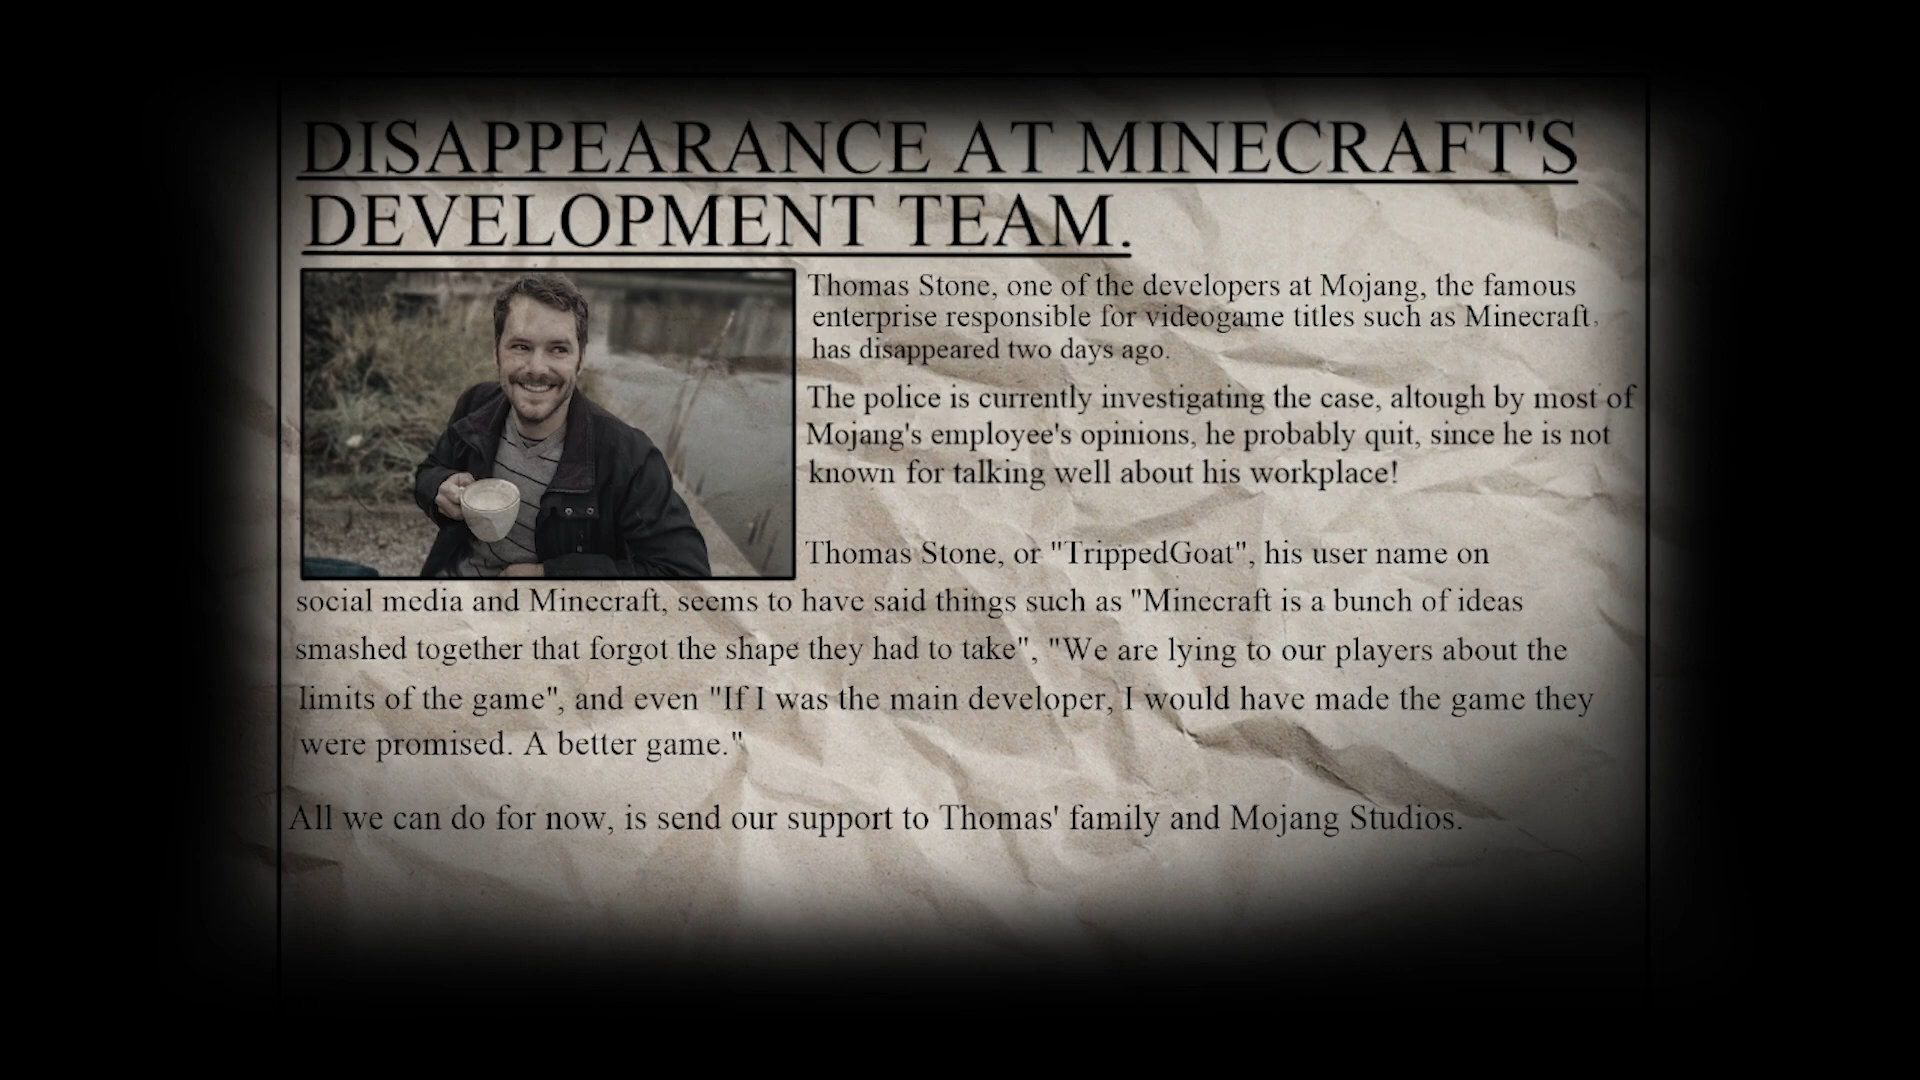 DISAPPEARANCE AT MINECRAFT'S
DEVELOPMENT TEAM.
Thomas Stone, one of the developers at Mojang, the famous
enterprise responsible for videogame titles such as Minecraft,
has disappeared two days ago.
The police is currently investigating the case, altough by most of
Mojang's employee's opinions, he probably quit, since he is not
known for talking well about his workplace!
Thomas Stone, or "TrippedGoat", his user name on
social media and Minecraft, seems to have said things such as "Minecraft is a bunch of ideas
smashed together that forgot the shape they had to take", "We are lying to our players about the
limits of the game", and even "If I was the main developer, I would have made the game they
were promised. A better game."
All we can do for now, is send our support to Thomas' family and Mojang Studios.